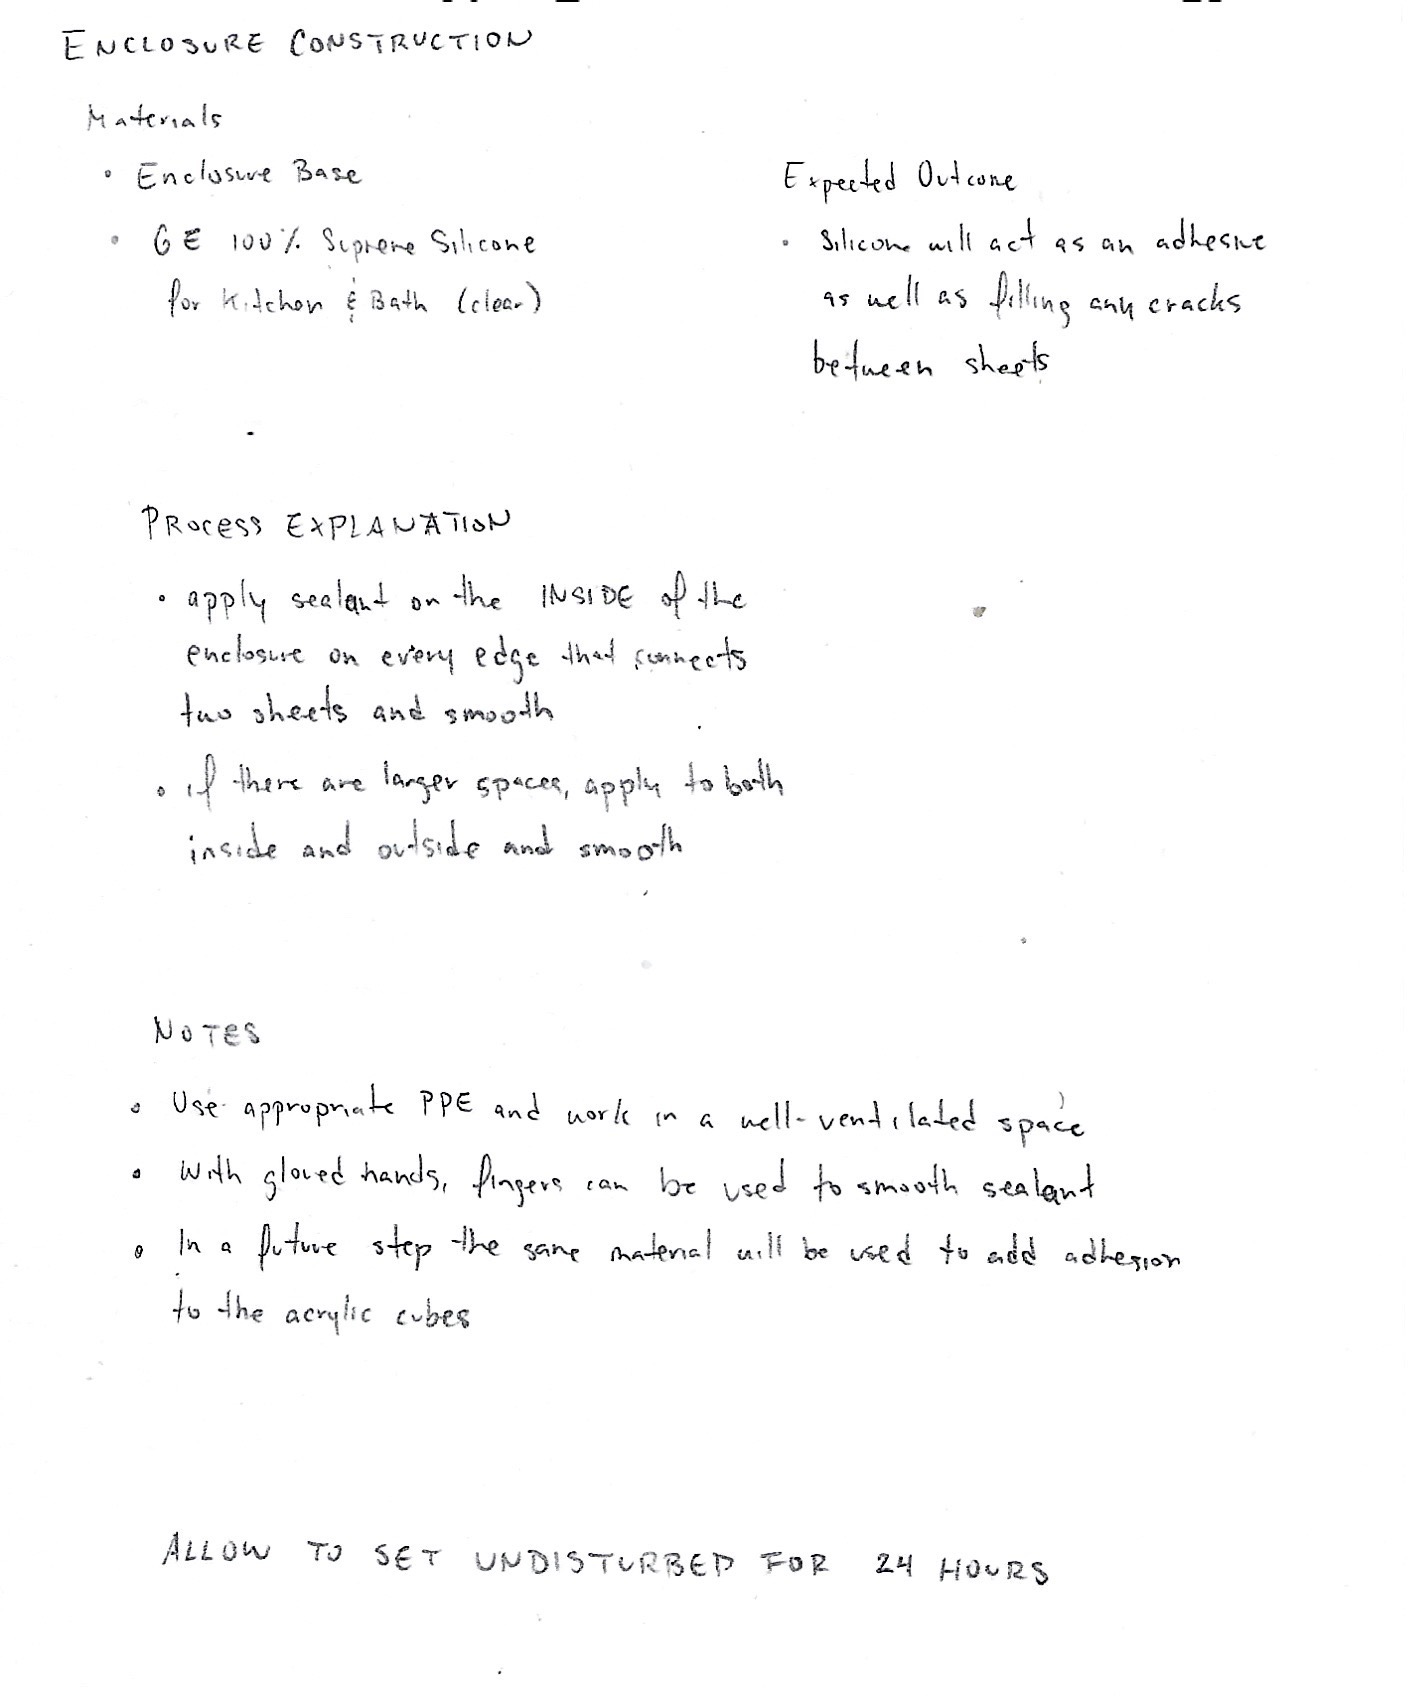 ENCLOSURE CONSTRUCTION
Materials
• Enclosure Base
• GE 100% Supreme Silicone
for Kitchen & Bath (clear)
Expected Outcome
• Silicone will act as an adhesive
as well as filling any cracks
between sheets
PROCESS EXPLANATION
• apply sealant on the INSIDE of the
enclosure on every edge that connects
two sheets and smooth
• if there are larger spaces, apply to both
inside and outside and smooth
NOTES
• Use appropriate PPE and work in a well-ventilated space
• With gloved hands, fingers can be used to smooth sealant
• In a future step the same material will be used to add adhesion
to the acrylic cubes
ALLOW TO SET UNDISTURBED FOR 24 HOURS